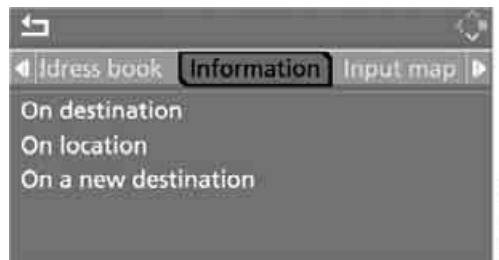 ldress book Information Input map
On destination
On location
On a new destination